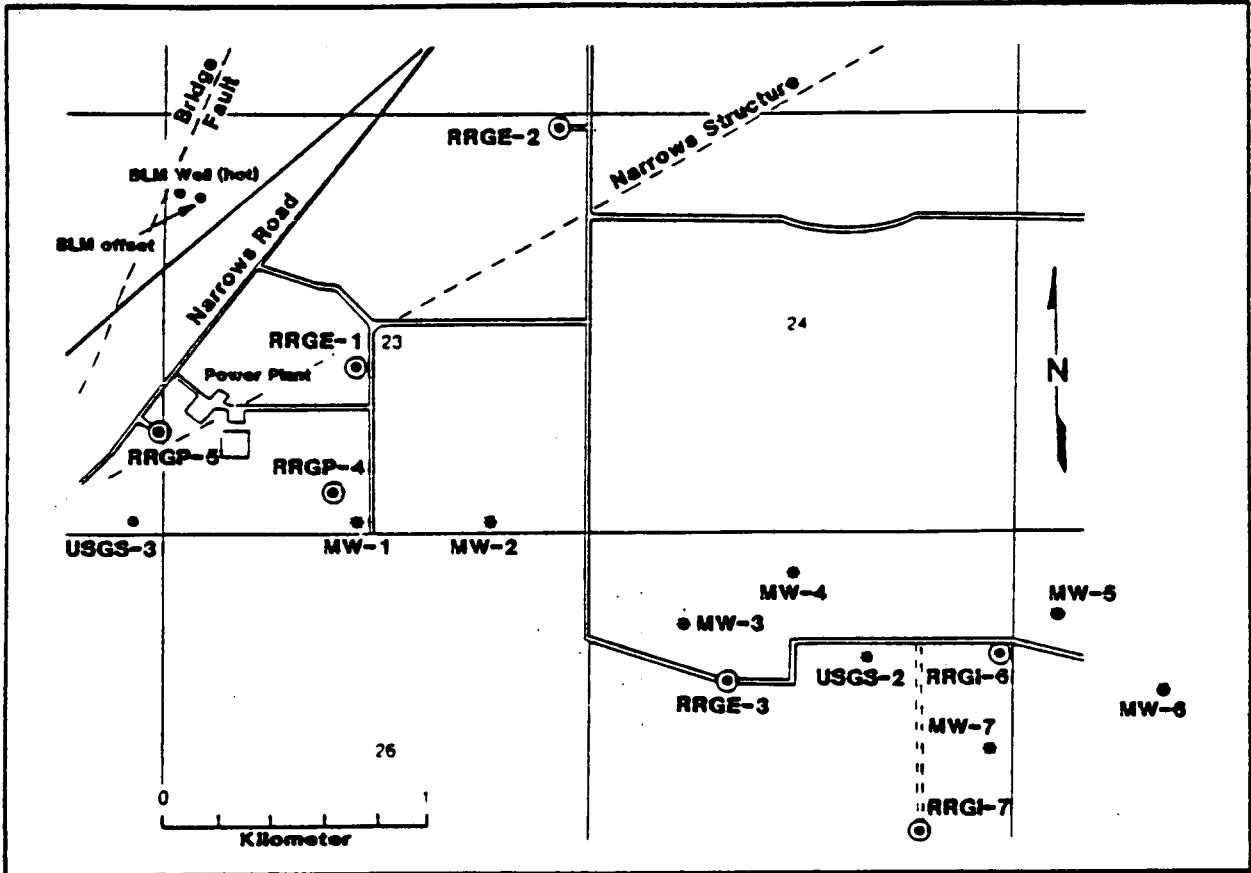 Bridge
Fault
RRGE-2
Narrows Structure
BLM Well (hot)
BLM offset
Narrows Road
RRGE-1
23
24
N
Power Plant
RRGP-5
RRGP-4
USGS-3
MW-1
MW-2
MW-4
MW-5
MW-3
USGS-2
RRGI-6
RRGE-3
MW-6
MW-7
26
RRGI-7
0
1
Kilometer